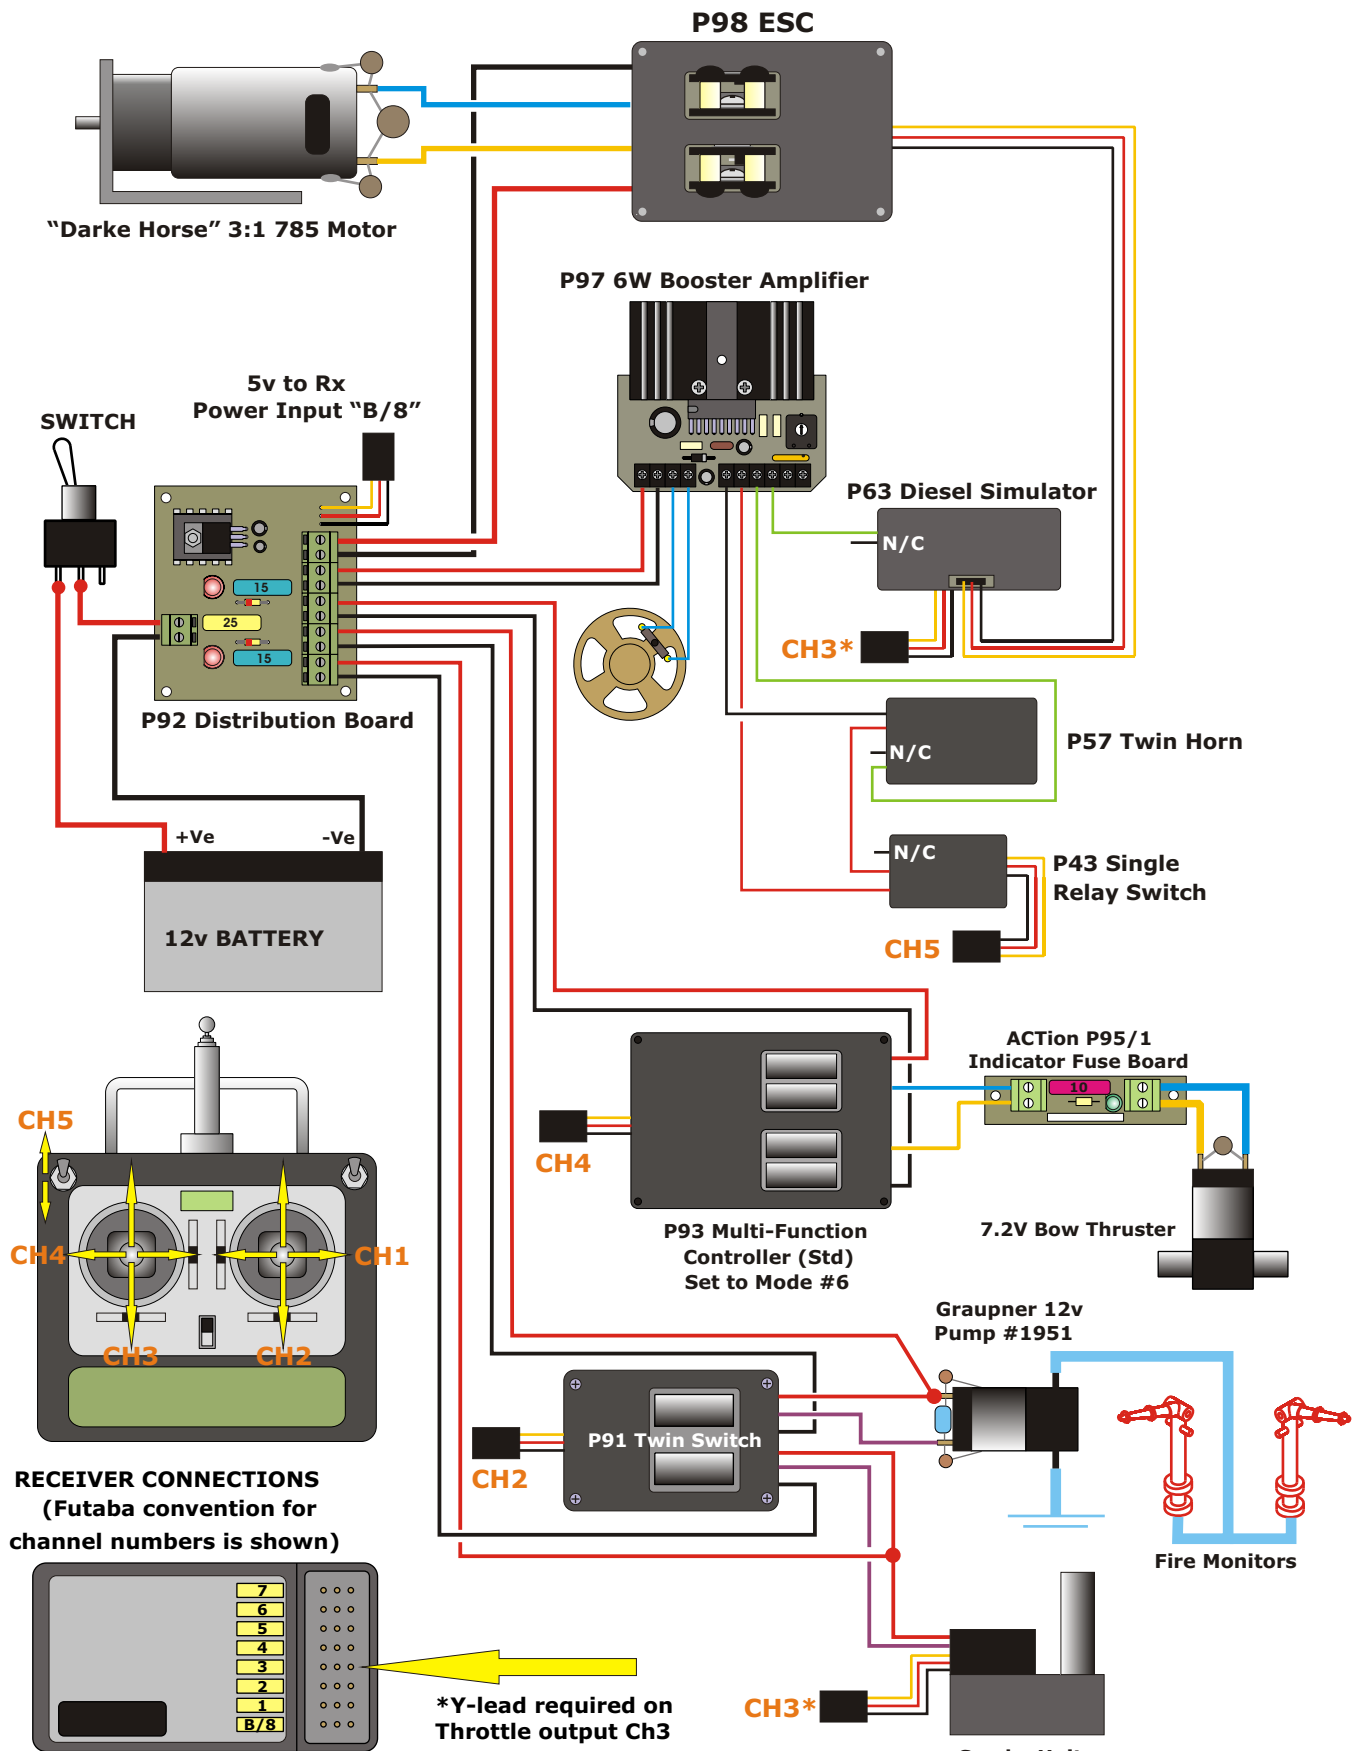 P98 ESC
“Darke Horse” 3:1 785 Motor
P97 6W Booster Amplifier
5v to Rx
Power Input “B/8”
SWITCH
P63 Diesel Simulator
N/C
CH3*
15
25
15
P92 Distribution Board
P57 Twin Horn
N/C
+Ve
-Ve
12v BATTERY
N/C
P43 Single
Relay Switch
CH5
ACTion P95/1
Indicator Fuse Board
10
CH4
P93 Multi-Function
Controller (Std)
Set to Mode #6
7.2V Bow Thruster
CH5
CH4
CH1
CH3
CH2
Graupner 12v
Pump #1951
P91 Twin Switch
CH2
Fire Monitors
RECEIVER CONNECTIONS
(Futaba convention for
channel numbers is shown)
7
6
5
4
3
2
1
B/8
*Y-lead required on
Throttle output Ch3
CH3*